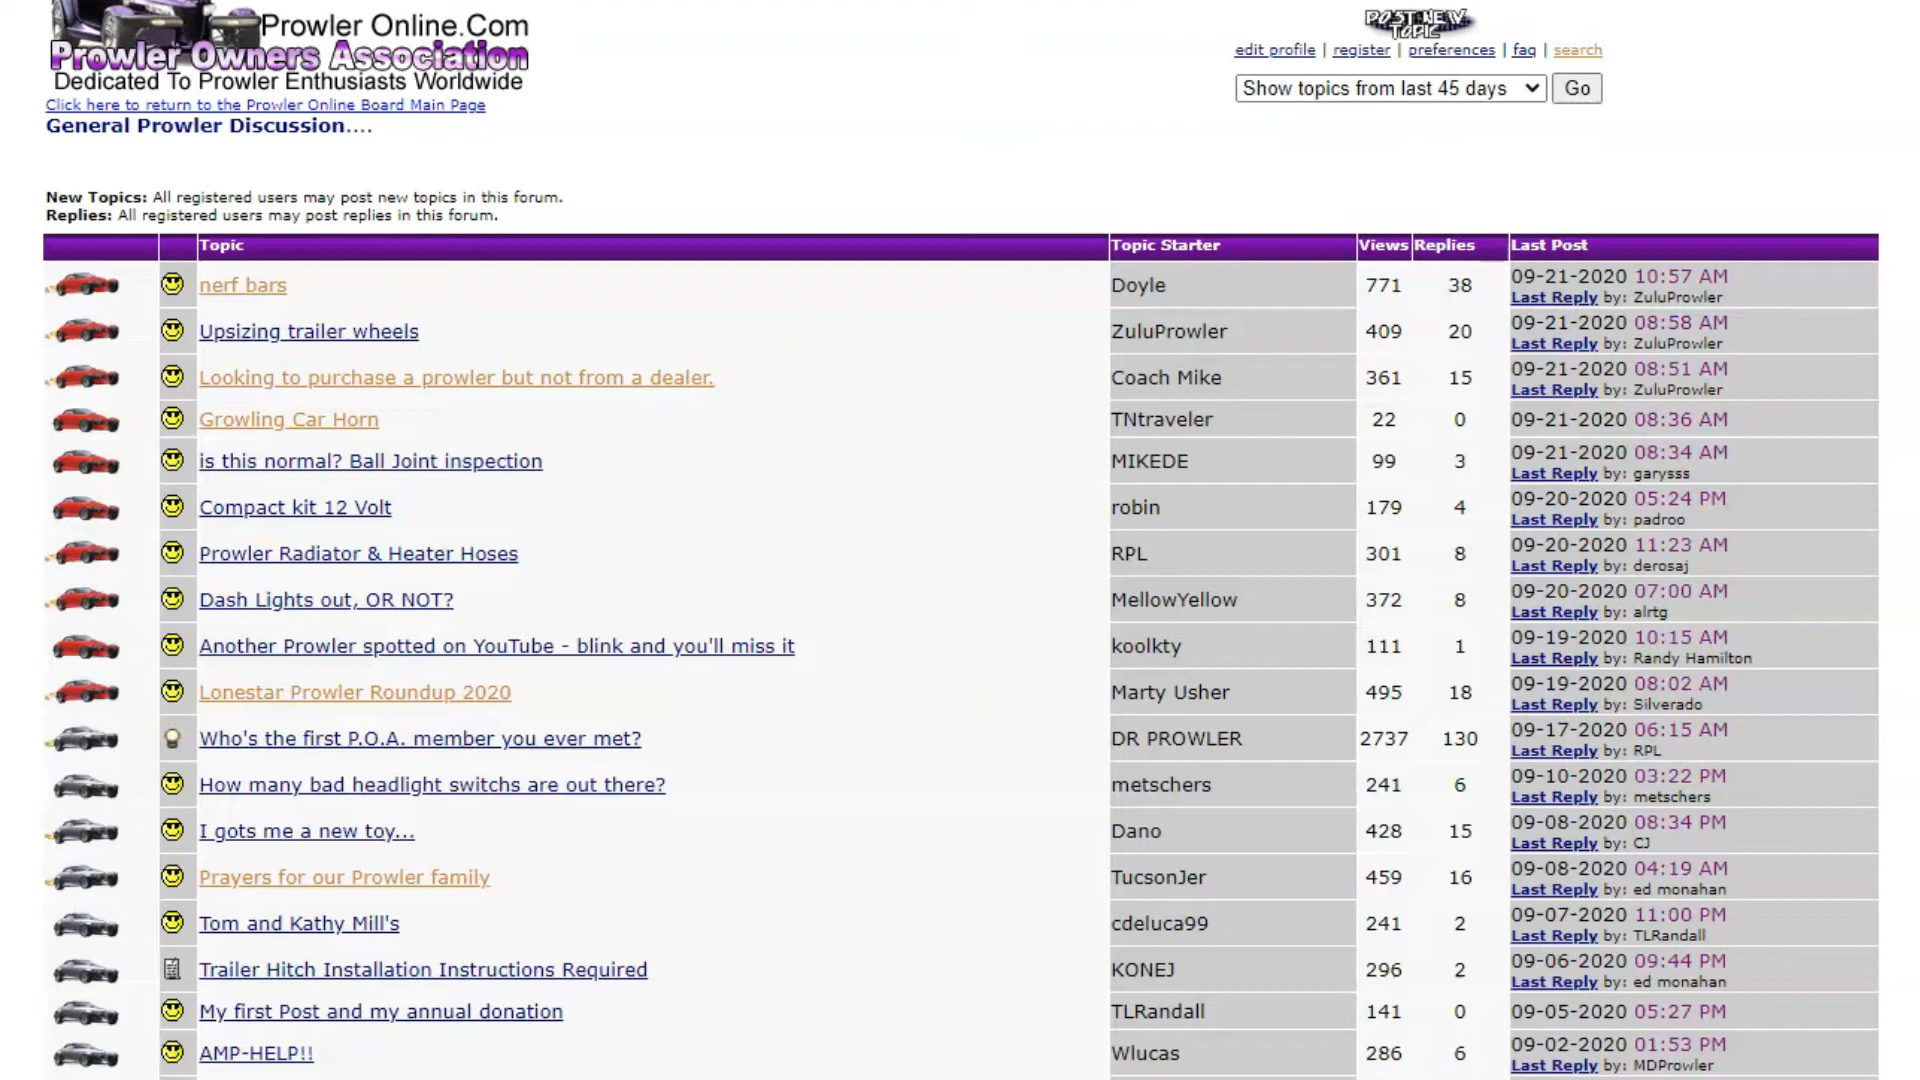 Prowler Online.Com
Prowler Owners Association
Dedicated To Prowler Enthusiasts Worldwide
Click here to return to the Prowler Online Board Main Page
General Prowler Discussion....
POST NEW TOPIC
edit profile | register | preferences | faq | search
Show topics from last 45 days Go
New Topics: All registered users may post new topics in this forum.
Replies: All registered users may post replies in this forum.
Topic Topic Starter Views Replies Last Post
nerf bars Doyle 771 38 09-21-2020 10:57 AM
Last Reply by: ZuluProwler
Upsizing trailer wheels ZuluProwler 409 20 09-21-2020 08:58 AM
Last Reply by: ZuluProwler
Looking to purchase a prowler but not from a dealer. Coach Mike 361 15 09-21-2020 08:51 AM
Last Reply by: ZuluProwler
Growling Car Horn TNtraveler 22 0 09-21-2020 08:36 AM
is this normal? Ball Joint inspection MIKEDE 99 3 09-21-2020 08:34 AM
Last Reply by: garysss
Compact kit 12 Volt robin 179 4 09-20-2020 05:24 PM
Last Reply by: padroo
Prowler Radiator & Heater Hoses RPL 301 8 09-20-2020 11:23 AM
Last Reply by: derosaj
Dash Lights out, OR NOT? MellowYellow 372 8 09-20-2020 07:00 AM
Last Reply by: alrtg
Another Prowler spotted on YouTube - blink and you'll miss it koolkty 111 1 09-19-2020 10:15 AM
Last Reply by: Randy Hamilton
Lonestar Prowler Roundup 2020 Marty Usher 495 18 09-19-2020 08:02 AM
Last Reply by: Silverado
Who's the first P.O.A. member you ever met? DR PROWLER 2737 130 09-17-2020 06:15 AM
Last Reply by: RPL
How many bad headlight switchs are out there? metschers 241 6 09-10-2020 03:22 PM
Last Reply by: metschers
I gots me a new toy... Dano 428 15 09-08-2020 08:34 PM
Last Reply by: CJ
Prayers for our Prowler family TucsonJer 459 16 09-08-2020 04:19 AM
Last Reply by: ed monahan
Tom and Kathy Mill's cdeluca99 241 2 09-07-2020 11:00 PM
Last Reply by: TLRandall
Trailer Hitch Installation Instructions Required KONEJ 296 2 09-06-2020 09:44 PM
Last Reply by: ed monahan
My first Post and my annual donation TLRandall 141 0 09-05-2020 05:27 PM
AMP-HELP!! Wlucas 286 6 09-02-2020 01:53 PM
Last Reply by: MDProwler